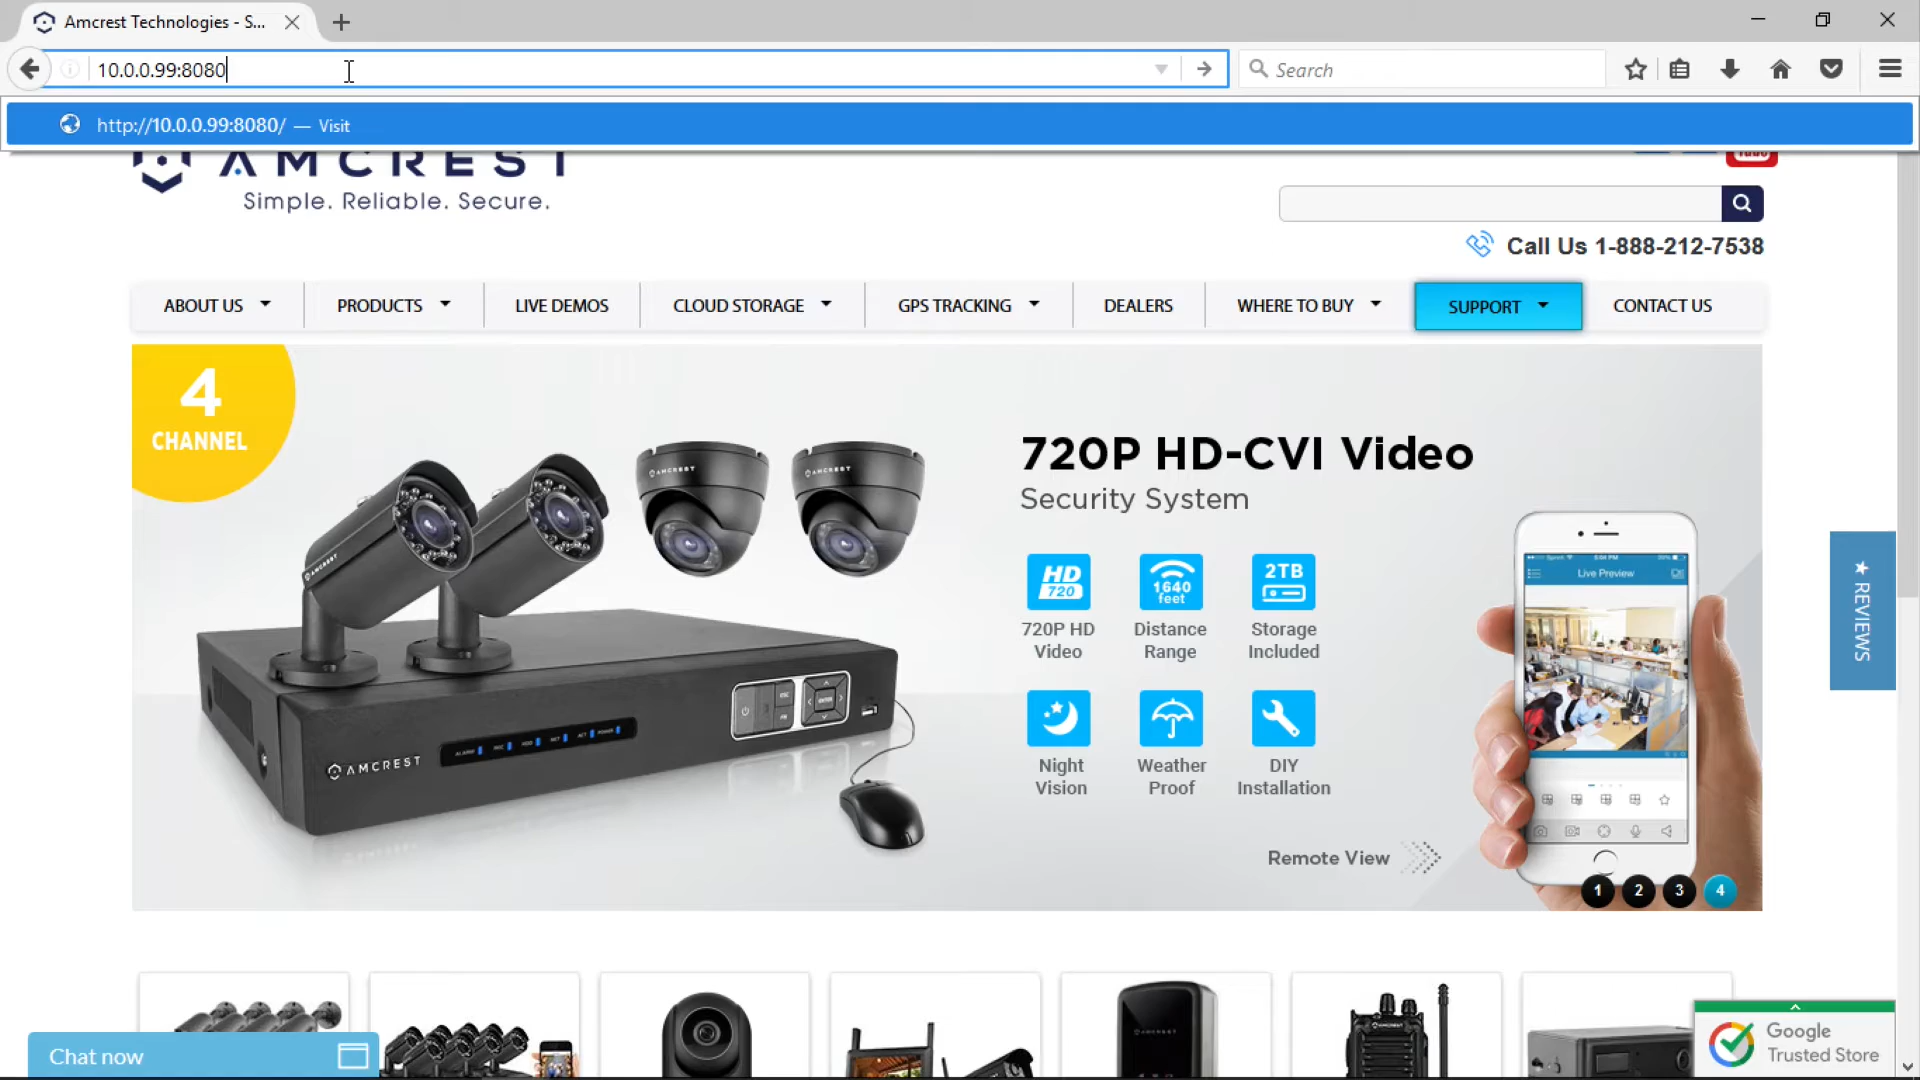 Amcrest Technologies - S...
10.0.0.99:8080
Search
http://10.0.0.99:8080/ — Visit
AMCREST
Simple. Reliable. Secure.
Call Us 1-888-212-7538
ABOUT US
PRODUCTS
LIVE DEMOS
CLOUD STORAGE
GPS TRACKING
DEALERS
WHERE TO BUY
SUPPORT
CONTACT US
4
CHANNEL
720P HD-CVI Video
Security System
HD
720
1640
feet
2TB
720P HD
Video
Distance
Range
Storage
Included
Night
Vision
Weather
Proof
DIY
Installation
Remote View
Live Preview
AMCREST
AMCREST
AMCREST
AMCREST
1 2 3 4
★ REVIEWS
Chat now
Google
Trusted Store